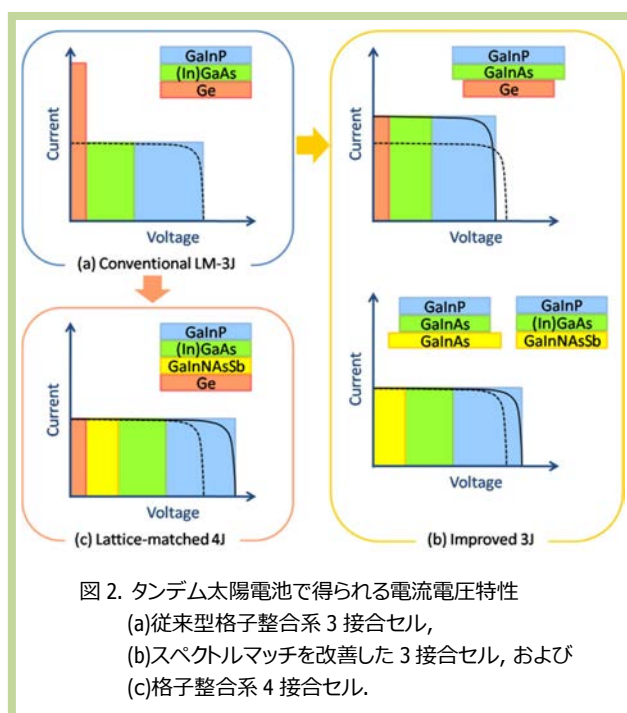 GaInP
(In)GaAs
Ge
Current
Voltage
(a) Conventional LM-3J
GaInP
GaInAs
Ge
Current
Voltage
GaInP
GaInAs
GaInAs
GaInP
(In)GaAs
GaInNAsSb
Current
Voltage
(b) Improved 3J
GaInP
(In)GaAs
GaInNAsSb
Ge
Current
Voltage
(c) Lattice-matched 4J
図 2. タンデム太陽電池で得られる電流電圧特性
(a)従来型格子整合系 3 接合セル,
(b)スペクトルマッチを改善した 3 接合セル, および
(c)格子整合系 4 接合セル.